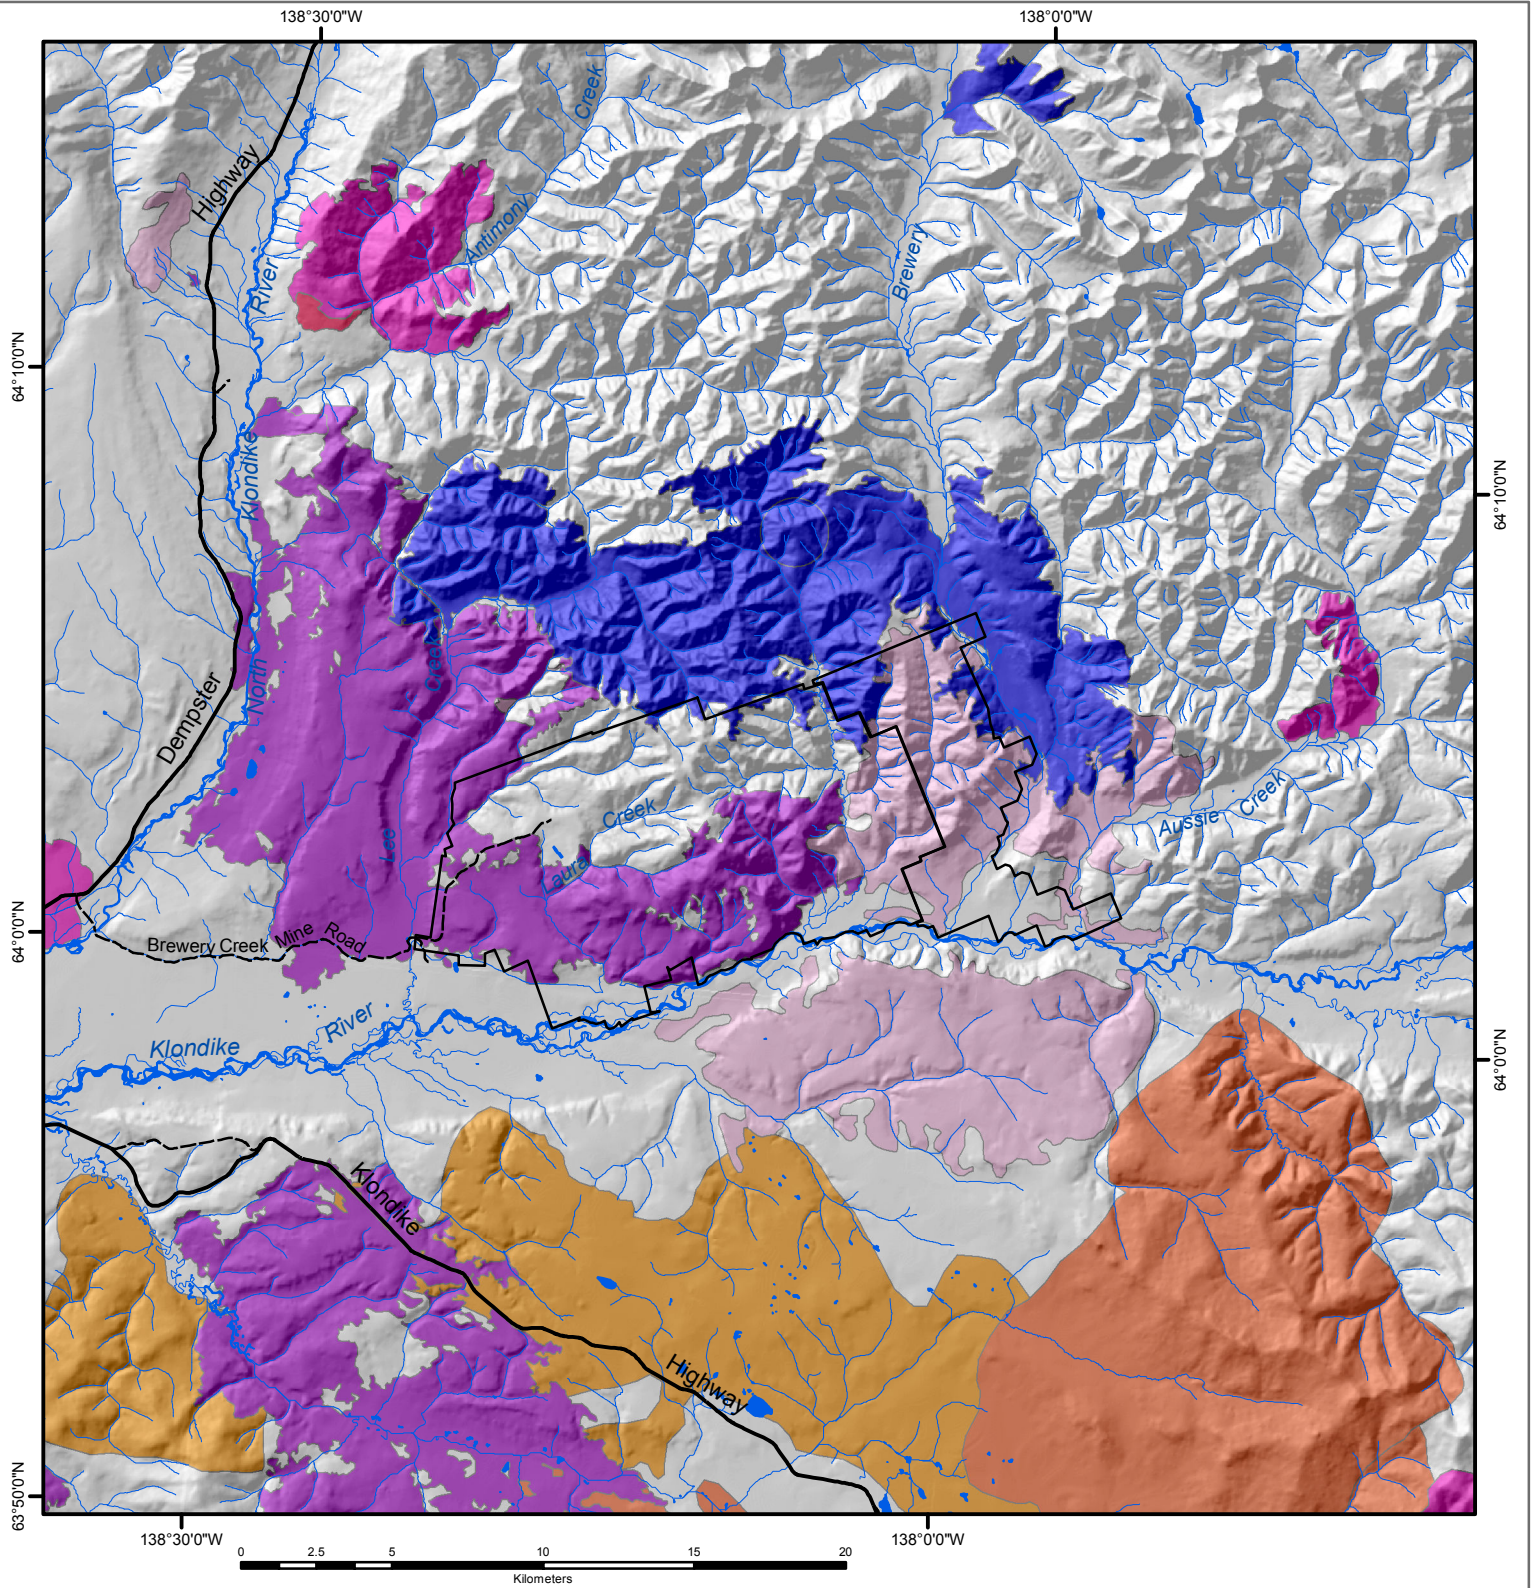 138°30'0"W
138°0'0"W
Creek
Highway
Antimony
River
Brewery
64°10'0"N
64°10'0"N
Klondike
Creek
North
Dempster
Creek
Aussie Creek
Lee
Laura
64°0'0"N
Brewery Creek Mine Road
River
Klondike
64°0'0"N
Klondike
Highway
63°50'0"N
138°30'0"W
138°0'0"W
0 2.5 5 10 15 20
Kilometers